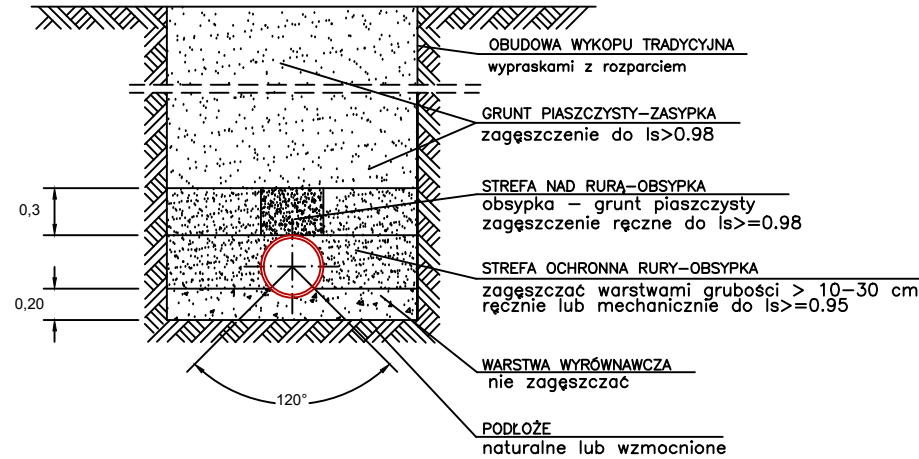 OBUDOWA WYKOPU TRADYCYJNA
wypraskami z rozparciem
GRUNT PIASZCZYSTY-ZASYPKA
zagęszczenie do Is>0.98
STREFA NAD RURĄ-OBSYPKA
obsypka – grunt piaszczysty
zagęszczenie ręczne do Is>=0.98
0,3
STREFA OCHRONNA RURY-OBSYPKA
zagęszczać warstwami grubości > 10-30 cm
ręcznie lub mechanicznie do Is>=0.95
0,20
WARSTWA WYRÓWNAWCZA
nie zagęszczać
120°
PODŁOŻE
naturalne lub wzmocnione